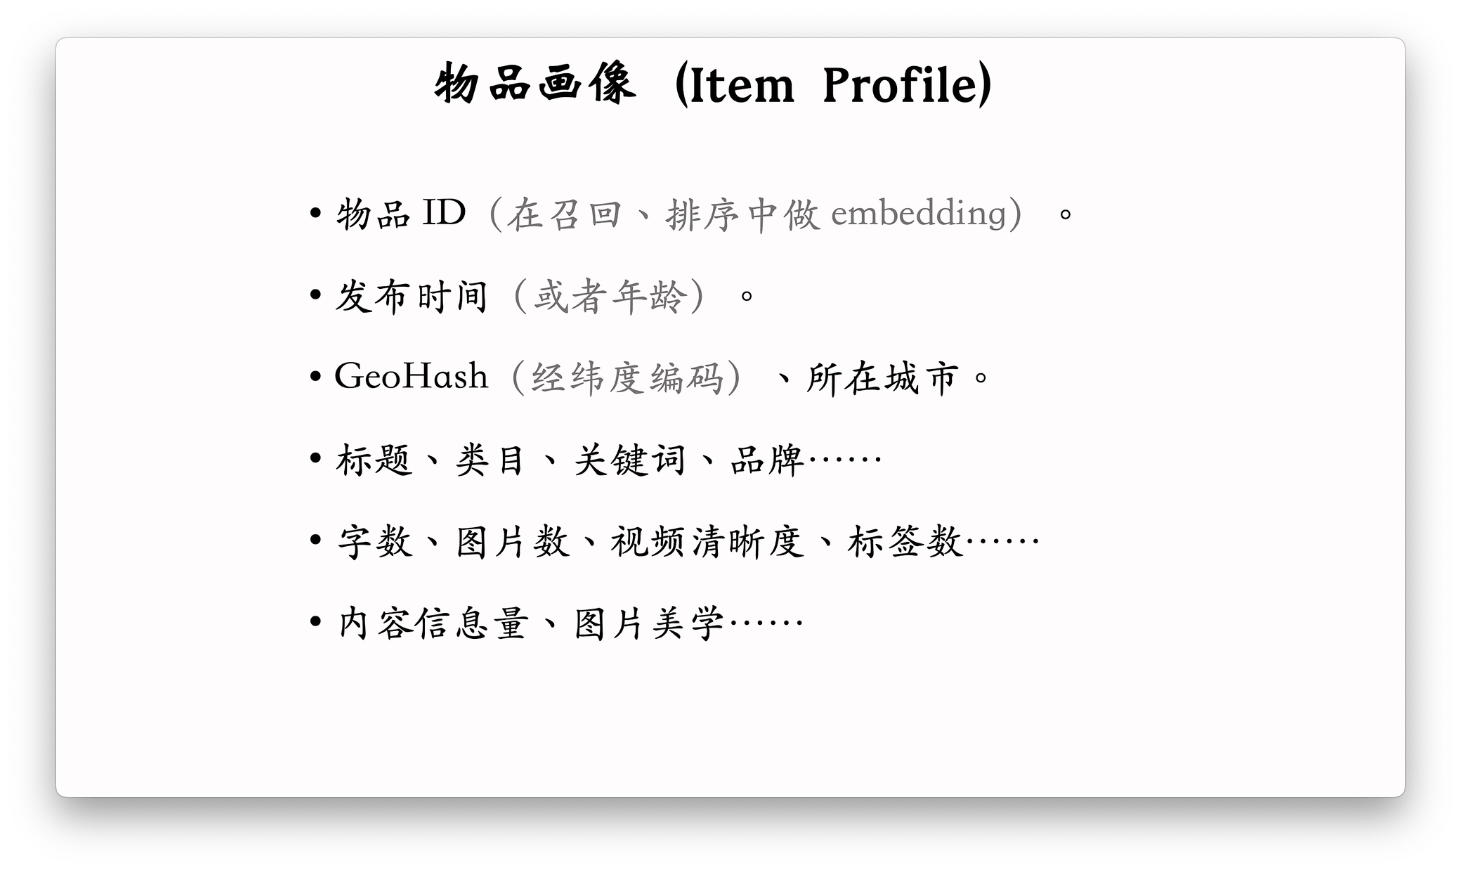 物品画像 (Item Profile)
• 物品 ID（在召回、排序中做 embedding）。
• 发布时间（或者年龄）。
• GeoHash（经纬度编码）、所在城市。
• 标题、类目、关键词、品牌……
• 字数、图片数、视频清晰度、标签数……
• 内容信息量、图片美学……